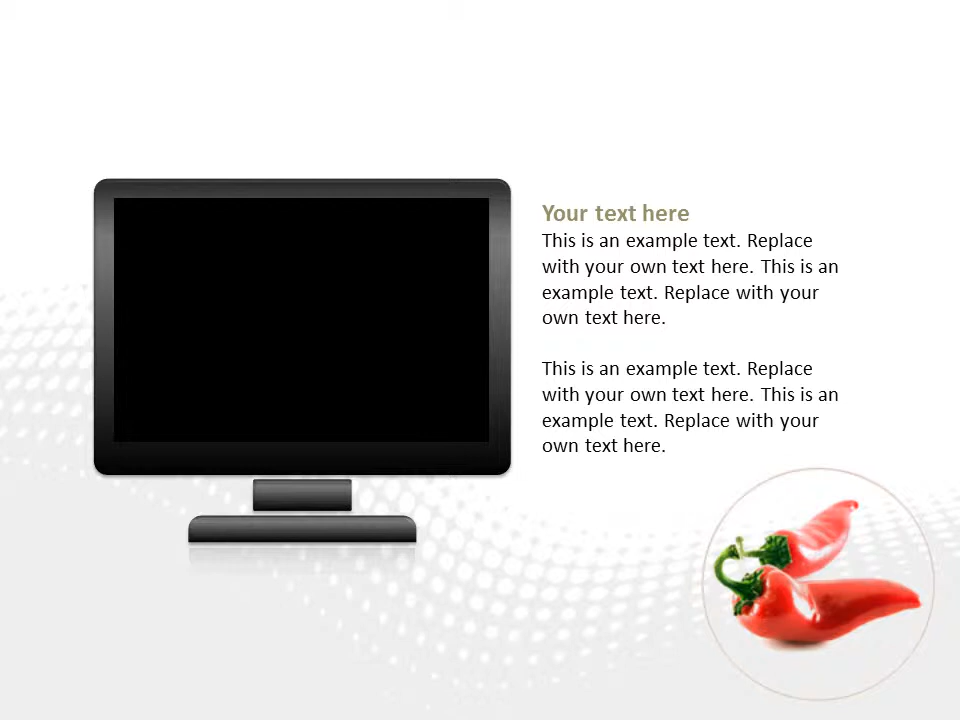 Your text here
This is an example text. Replace
with your own text here. This is an
example text. Replace with your
own text here.
This is an example text. Replace
with your own text here. This is an
example text. Replace with your
own text here.